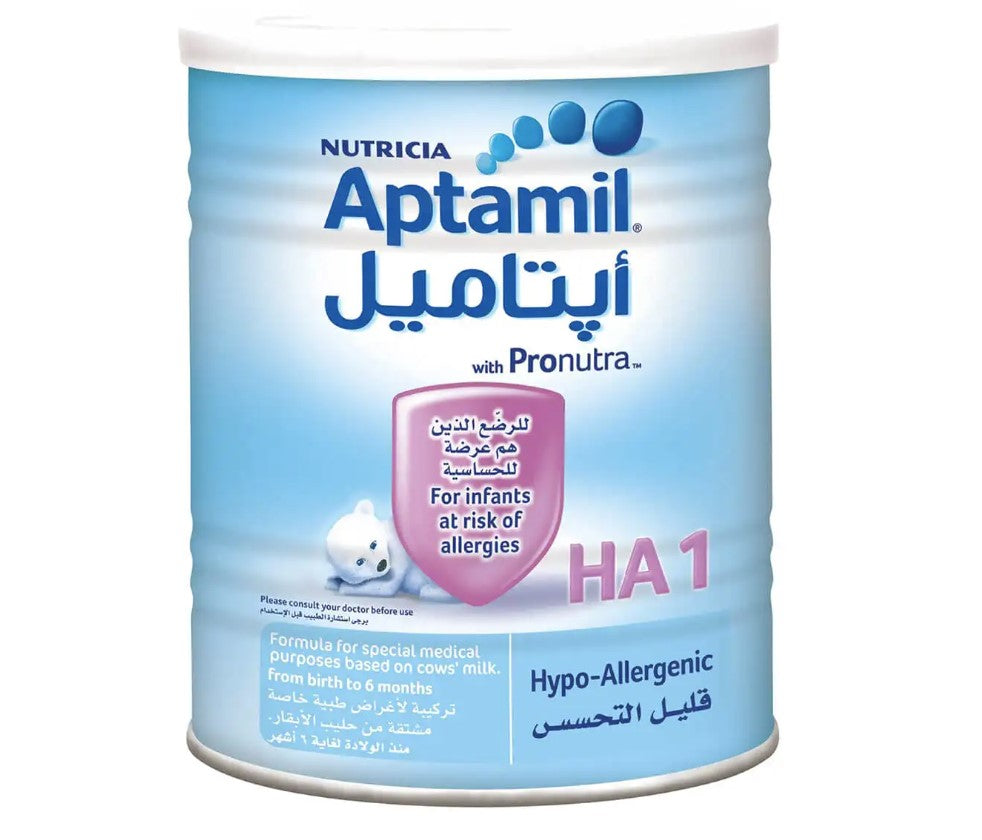 NUTRICIA
Aptamil®
أپتاميل
with Pronutra™
للرضّع الذين
هم عرضة
للحساسية
For infants
at risk of
allergies
HA 1
Please consult your doctor before use
يرجى استشارة الطبيب قبل الإستخدام
Formula for special medical
purposes based on cows' milk.
from birth to 6 months
تركيبة لأغراض طبية خاصة
مشتقة من حليب الأبقار.
منذ الولادة لغاية ٦ أشهر
Hypo-Allergenic
قليل التحسس